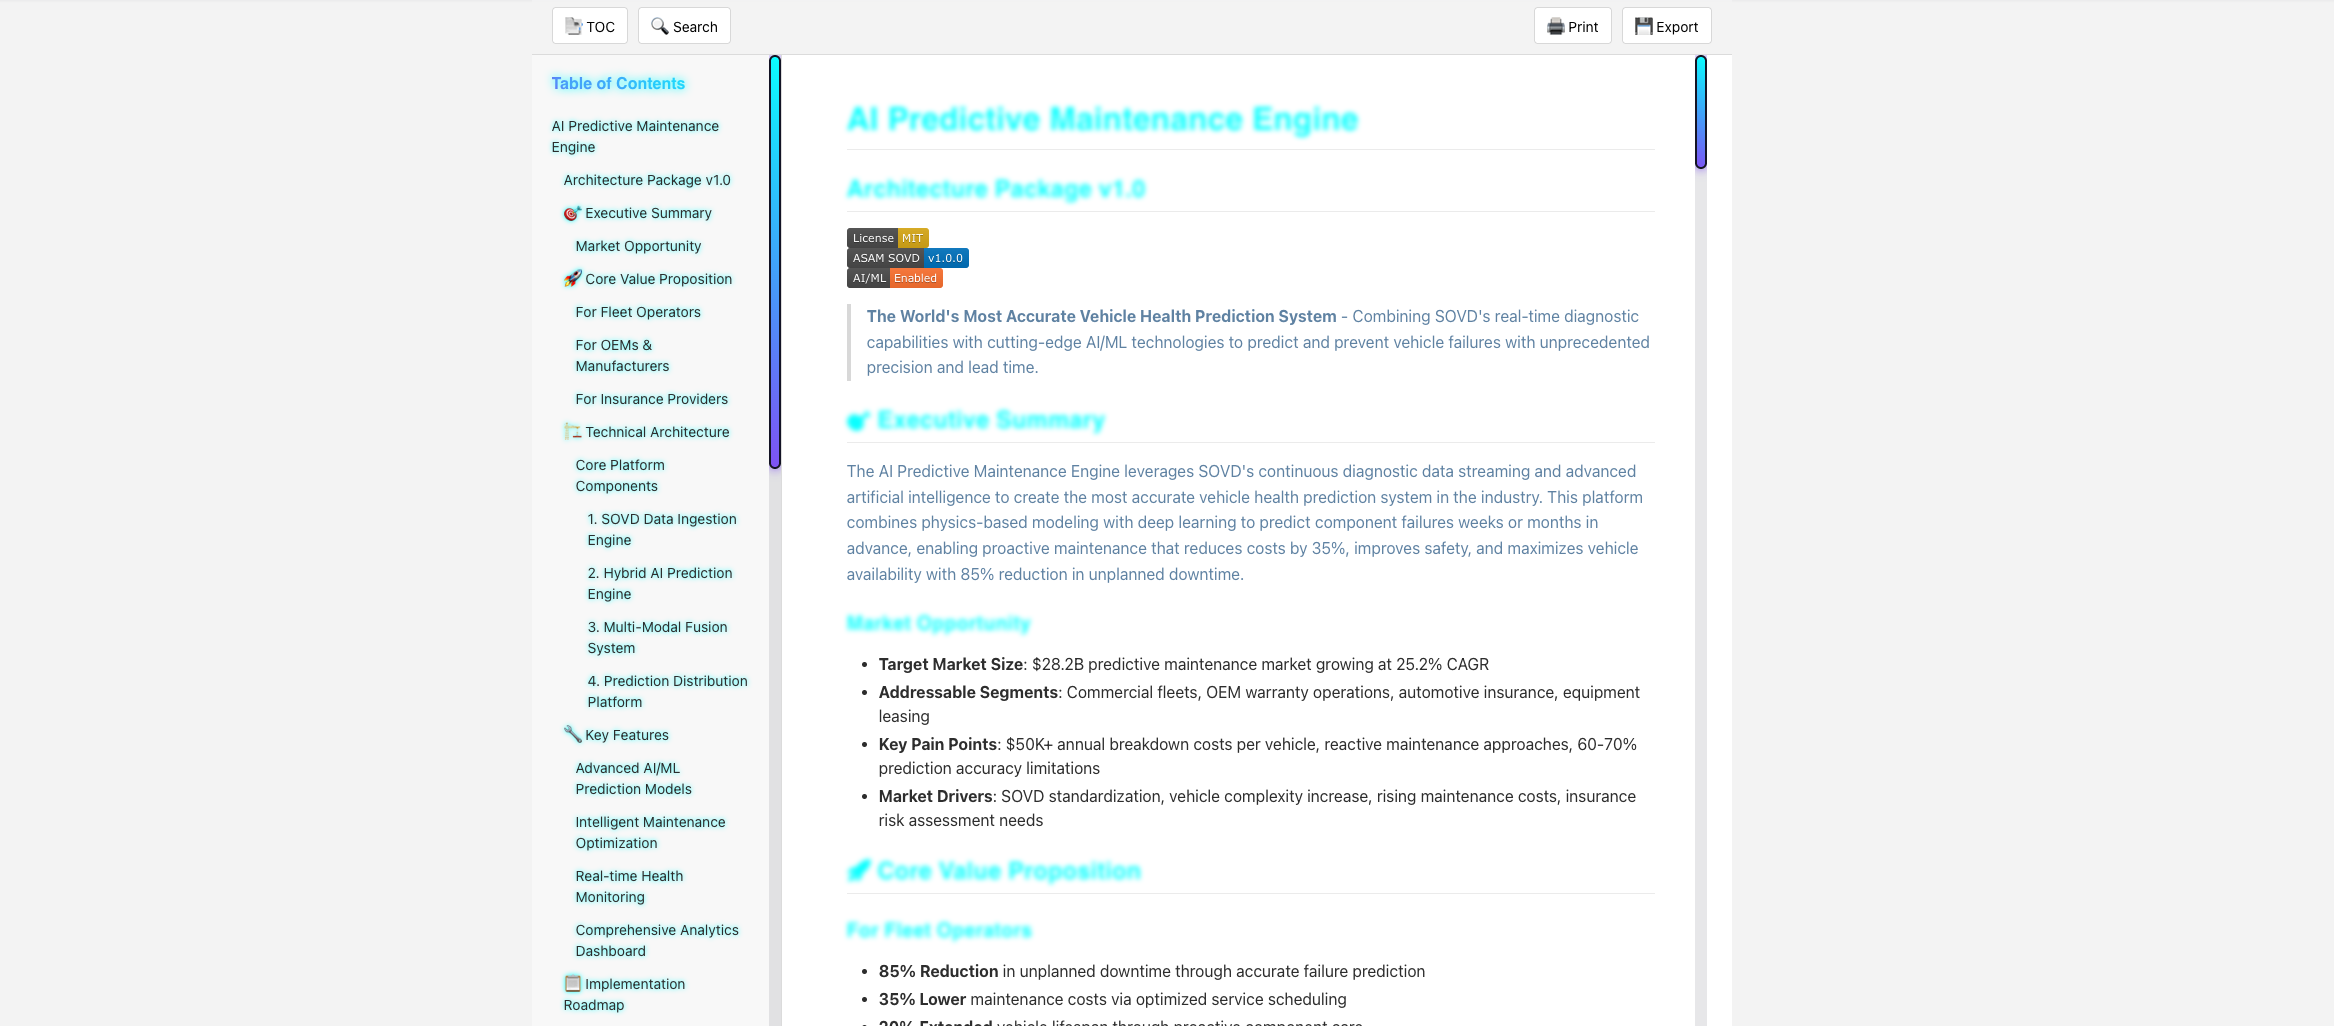 TOC
Search
Print
Export
Table of Contents
AI Predictive Maintenance
Engine
Architecture Package v1.0
Executive Summary
Market Opportunity
Core Value Proposition
For Fleet Operators
For OEMs &
Manufacturers
For Insurance Providers
Technical Architecture
Core Platform
Components
1. SOVD Data Ingestion
Engine
2. Hybrid AI Prediction
Engine
3. Multi-Modal Fusion
System
4. Prediction Distribution
Platform
Key Features
Advanced AI/ML
Prediction Models
Intelligent Maintenance
Optimization
Real-time Health
Monitoring
Comprehensive Analytics
Dashboard
Implementation
Roadmap
AI Predictive Maintenance Engine
Architecture Package v1.0
License MIT
ASAM SOVD v1.0.0
AI/ML Enabled
The World's Most Accurate Vehicle Health Prediction System - Combining SOVD's real-time diagnostic
capabilities with cutting-edge AI/ML technologies to predict and prevent vehicle failures with unprecedented
precision and lead time.
Executive Summary
The AI Predictive Maintenance Engine leverages SOVD's continuous diagnostic data streaming and advanced
artificial intelligence to create the most accurate vehicle health prediction system in the industry. This platform
combines physics-based modeling with deep learning to predict component failures weeks or months in
advance, enabling proactive maintenance that reduces costs by 35%, improves safety, and maximizes vehicle
availability with 85% reduction in unplanned downtime.
Market Opportunity
• Target Market Size: $28.2B predictive maintenance market growing at 25.2% CAGR
• Addressable Segments: Commercial fleets, OEM warranty operations, automotive insurance, equipment
leasing
• Key Pain Points: $50K+ annual breakdown costs per vehicle, reactive maintenance approaches, 60-70%
prediction accuracy limitations
• Market Drivers: SOVD standardization, vehicle complexity increase, rising maintenance costs, insurance
risk assessment needs
Core Value Proposition
For Fleet Operators
• 85% Reduction in unplanned downtime through accurate failure prediction
• 35% Lower maintenance costs via optimized service scheduling
Extended vehicle lifespan through proactive component care